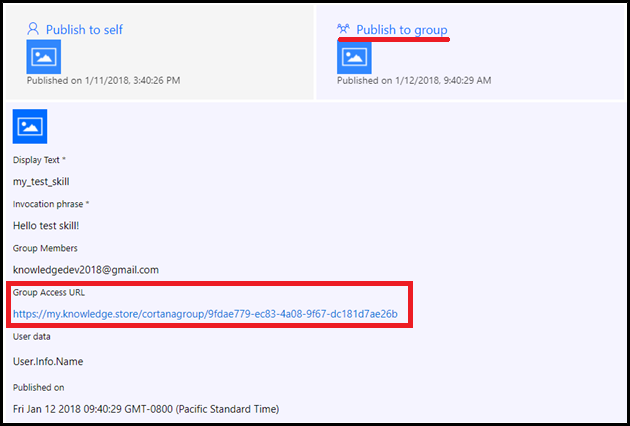 Publish to self
Publish to group
Published on 1/11/2018, 3:40:26 PM
Published on 1/12/2018, 9:40:29 AM
Display Text *
my_test_skill
Invocation phrase *
Hello test skill!
Group Members
knowledgedev2018@gmail.com
Group Access URL
https://my.knowledge.store/cortanagroup/9fdae779-ec83-4a08-9f67-dc181d7ae26b
User data
User.Info.Name
Published on
Fri Jan 12 2018 09:40:29 GMT-0800 (Pacific Standard Time)